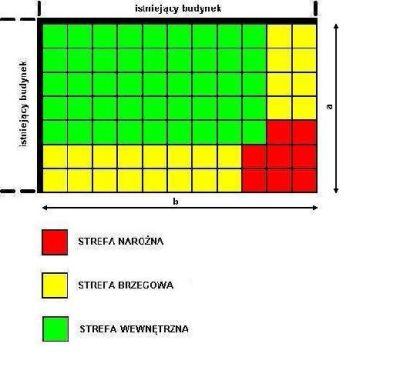 istniejący budynek
istniejący budynek
a
b
STREFA NAROŻNA
STREFA BRZEGOWA
STREFA WEWNĘTRZNA